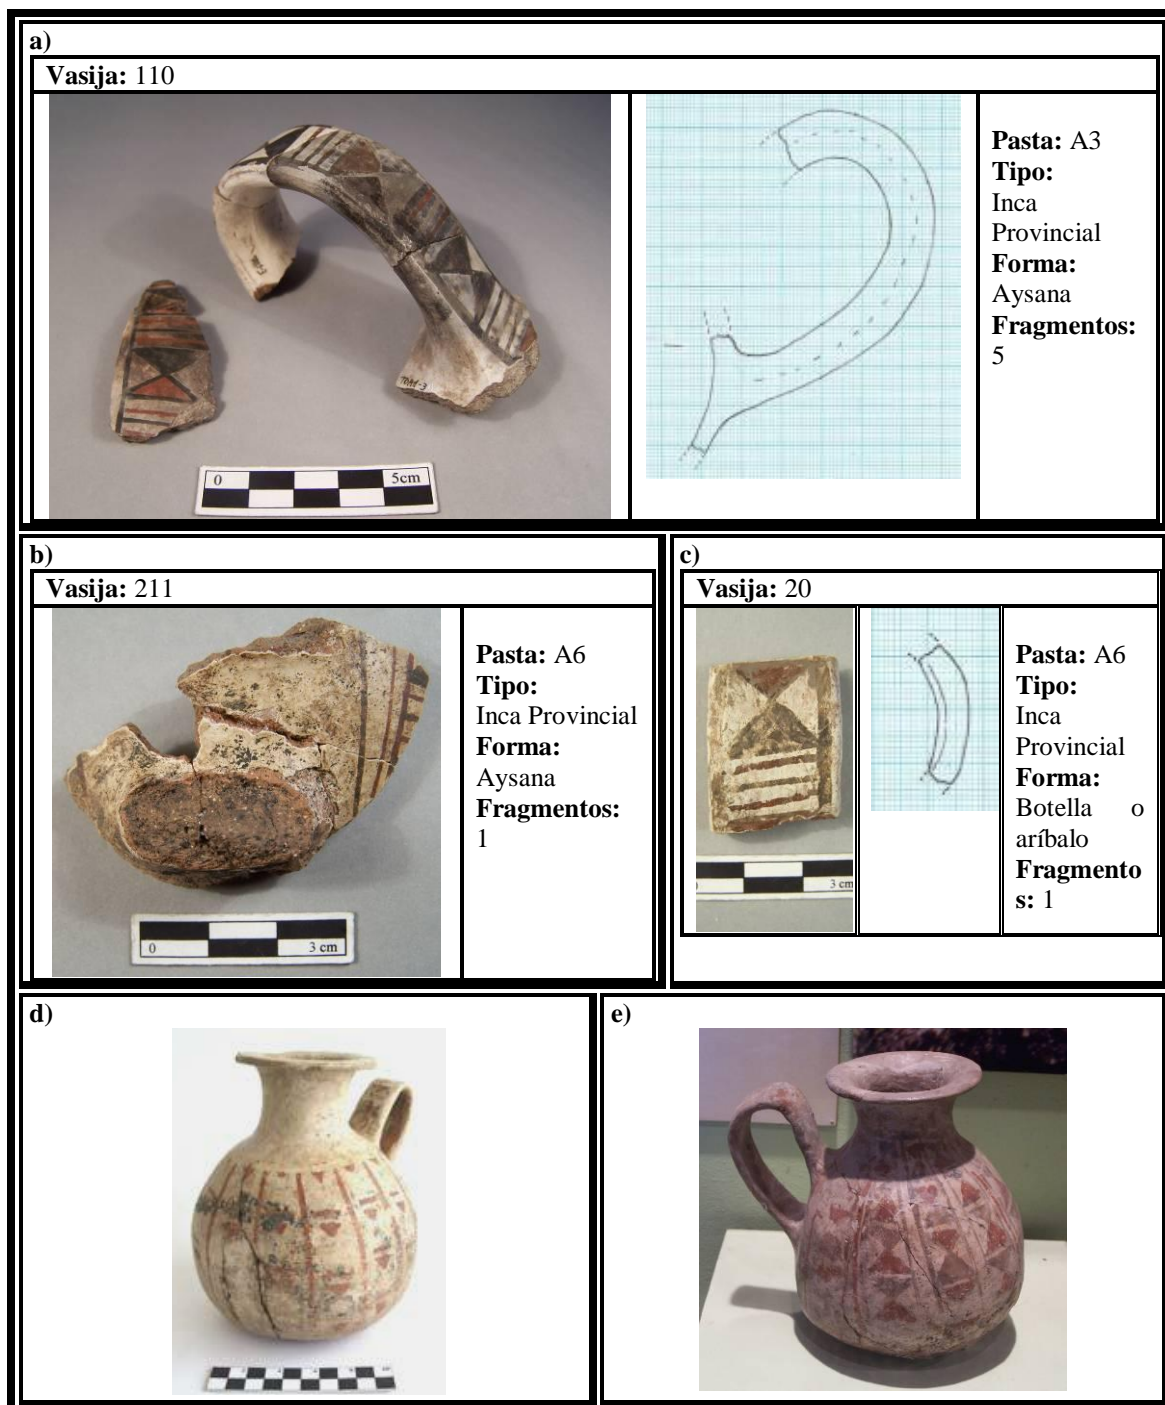 a)
Vasija: 110
0 5cm
Pasta: A3
Tipo:
Inca
Provincial
Forma:
Aysana
Fragmentos:
5
b)
Vasija: 211
0 3 cm
Pasta: A6
Tipo:
Inca Provincial
Forma:
Aysana
Fragmentos:
1
c)
Vasija: 20
3 cm
Pasta: A6
Tipo:
Inca
Provincial
Forma:
Botella o
aríbalo
Fragmento
s: 1
d)
e)